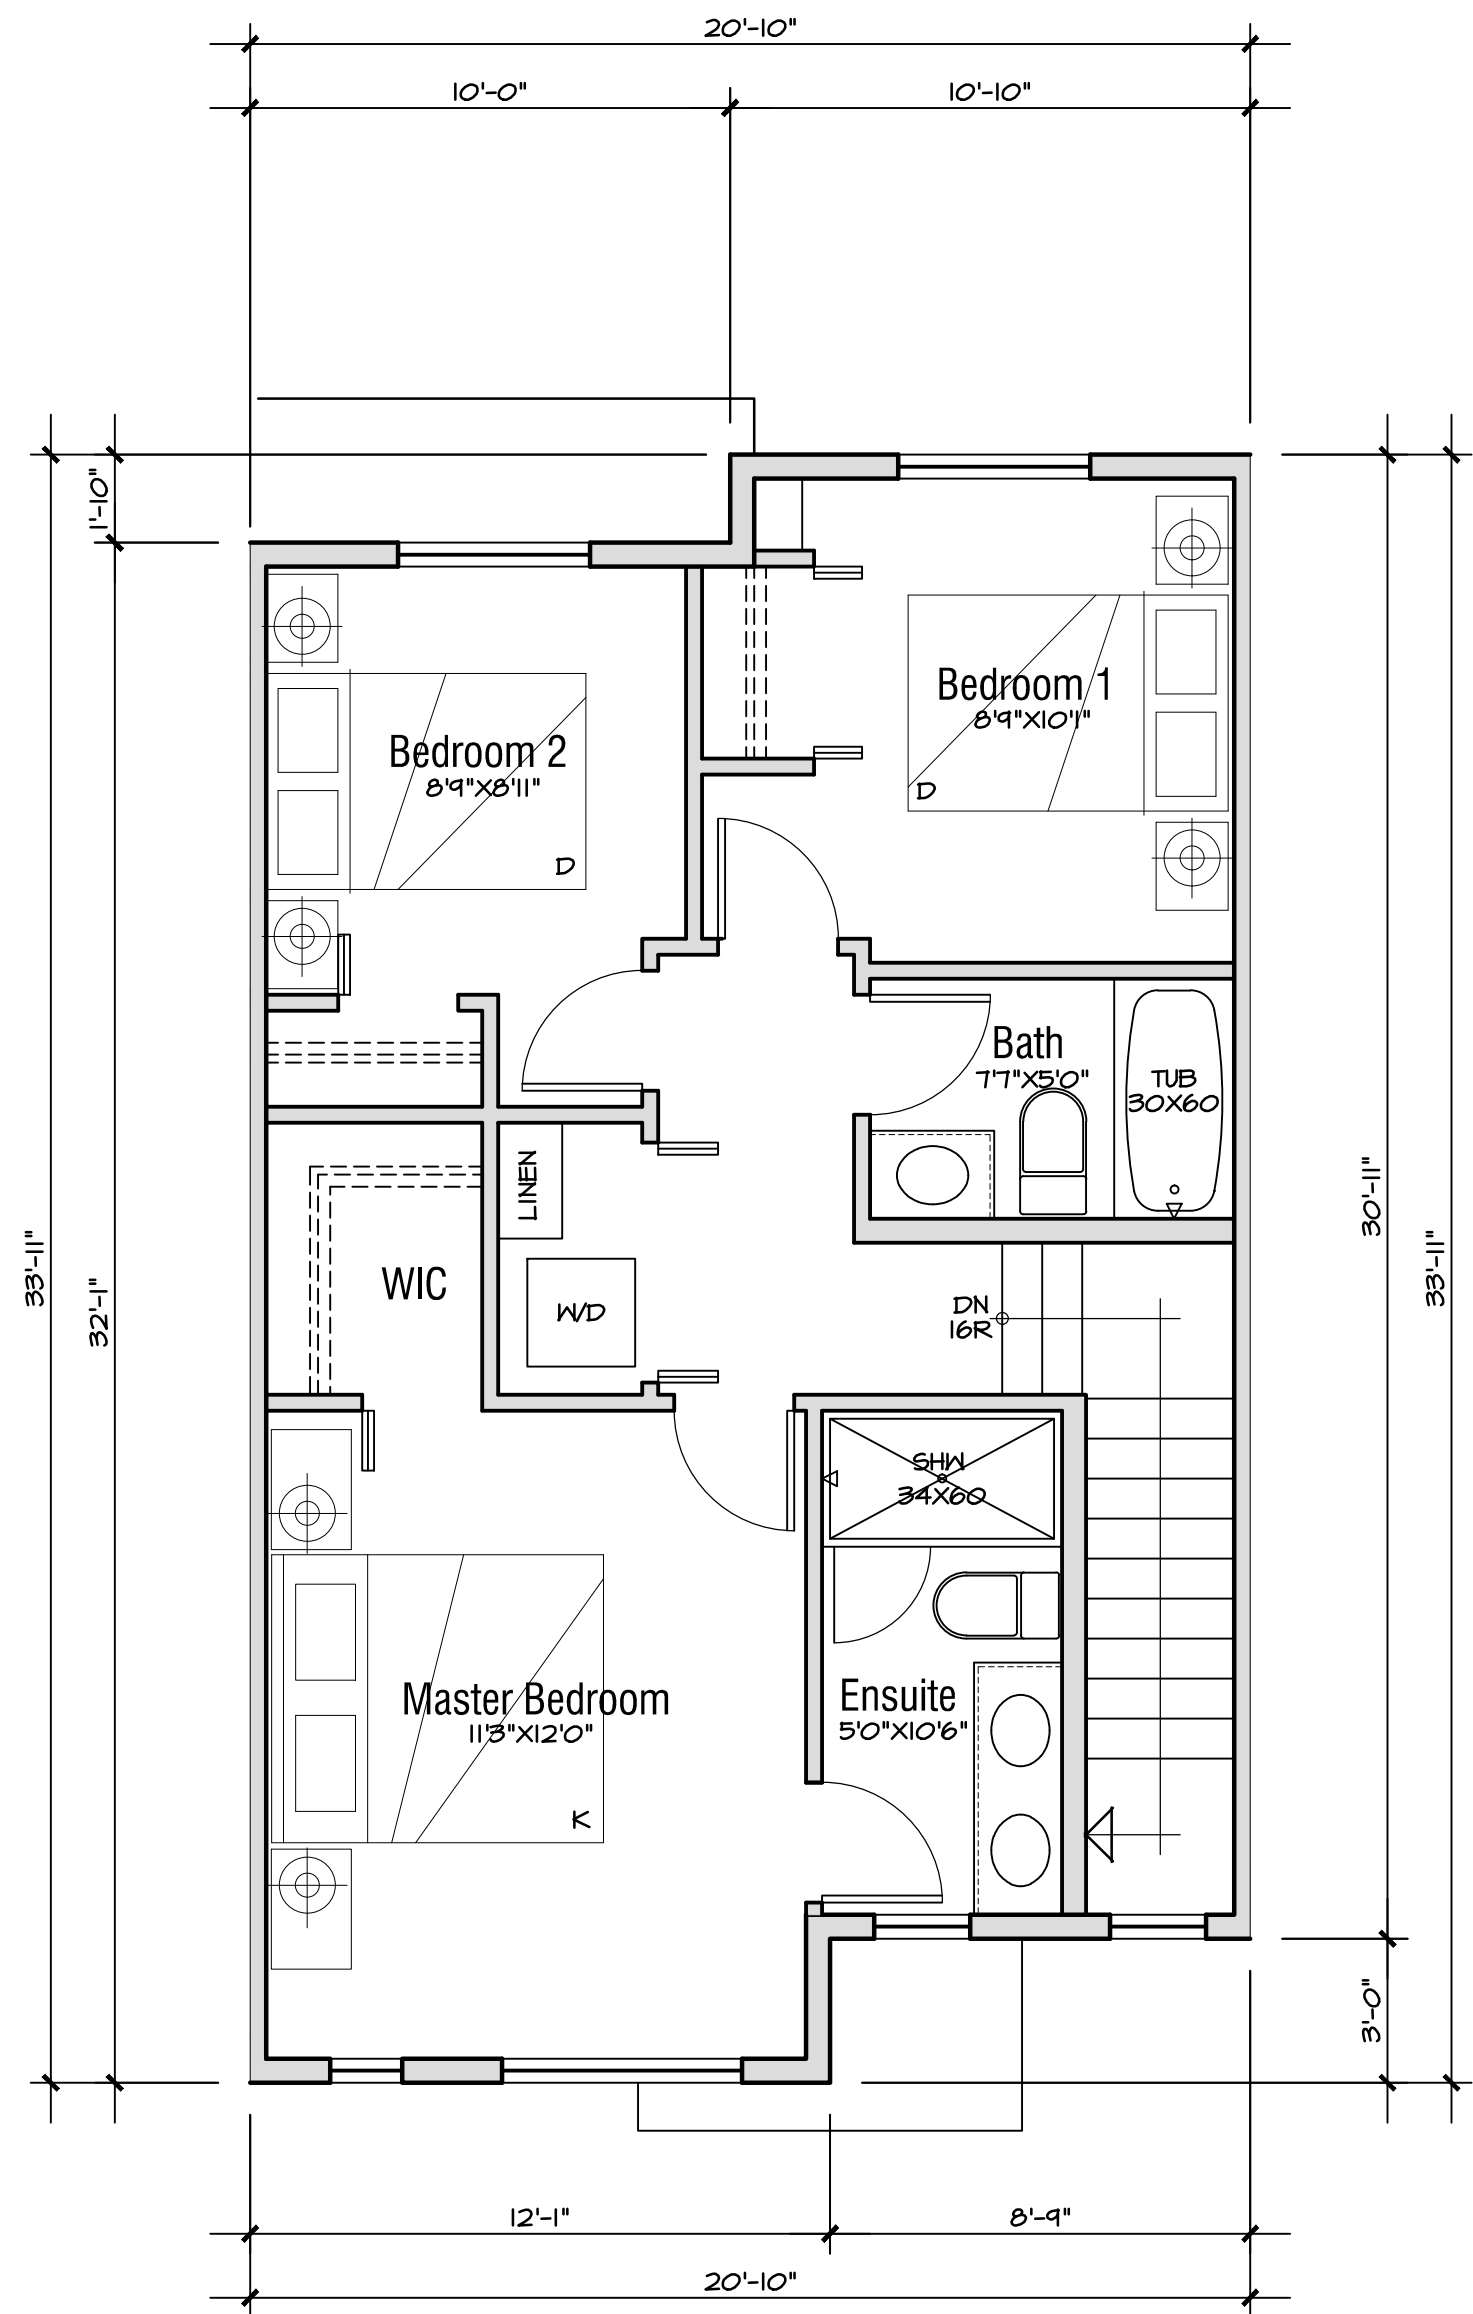 20'-10"
10'-0"
10'-10"
1'-10"
Bedroom 1
8'9"X10'1"
D
Bedroom 2
8'9"X8'11"
D
Bath
7'7"X5'0"
TUB
30X60
LINEN
WIC
W/D
DN
16R
33'-11"
32'-1"
30'-11"
33'-11"
SHW
34X60
Master Bedroom
11'3"X12'0"
K
Ensuite
5'0"X10'6"
3'-0"
12'-1"
8'-9"
20'-10"